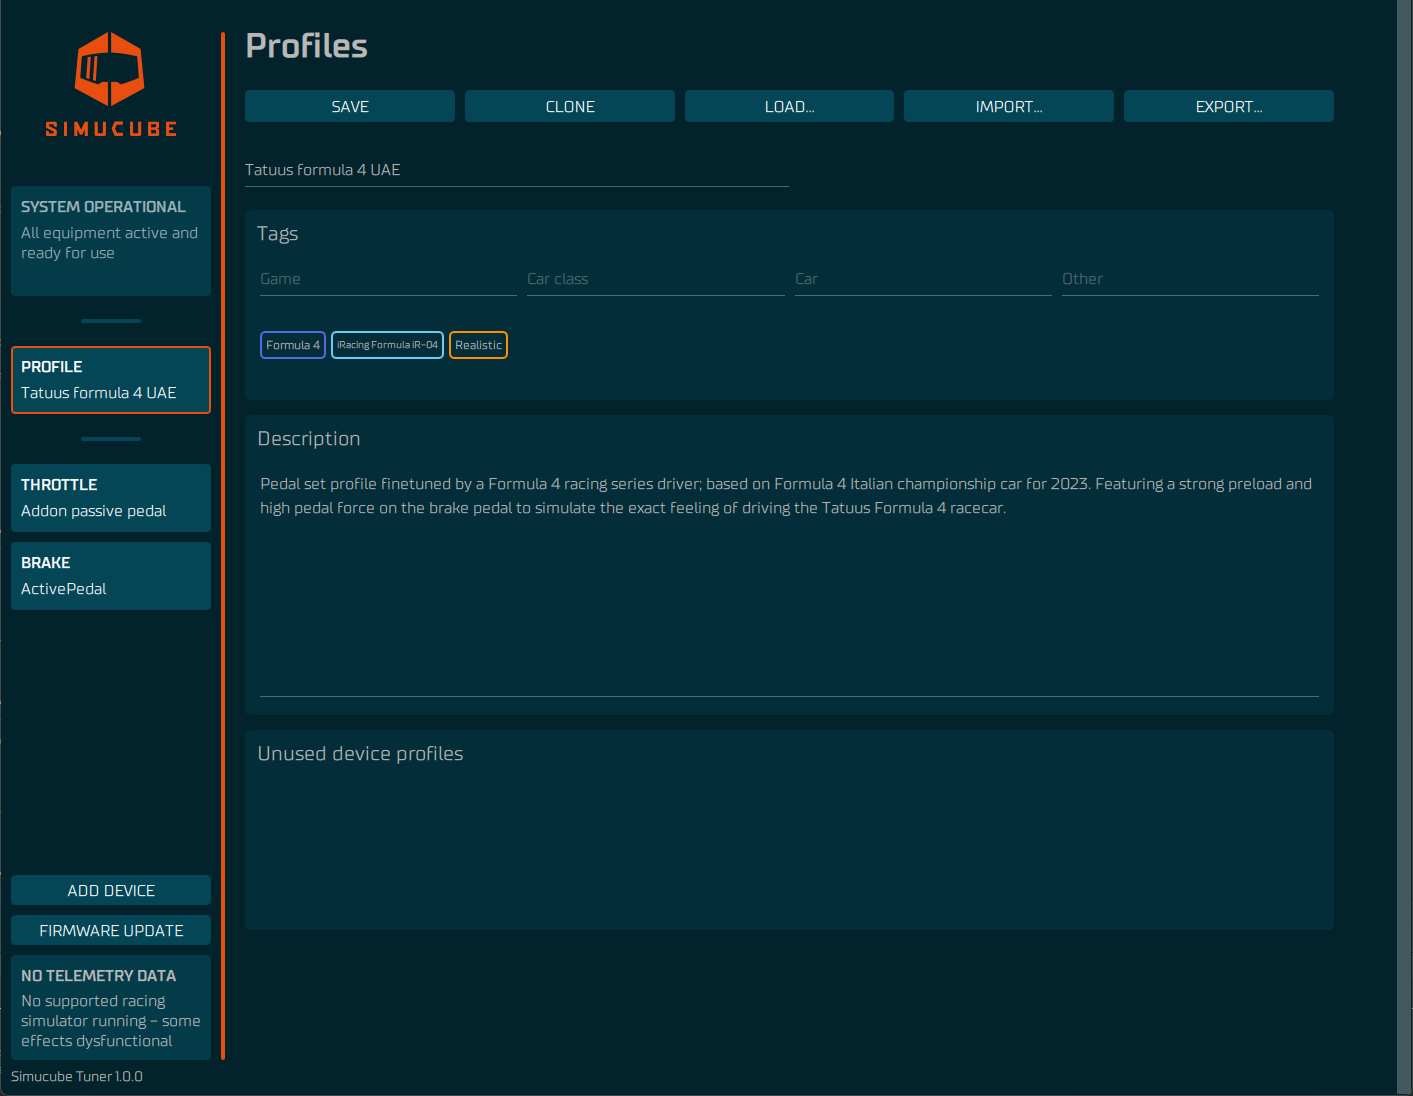 SIMUCUBE
SYSTEM OPERATIONAL
All equipment active and
ready for use
PROFILE
Tatuus formula 4 UAE
THROTTLE
Addon passive pedal
BRAKE
ActivePedal
ADD DEVICE
FIRMWARE UPDATE
NO TELEMETRY DATA
No supported racing
simulator running - some
effects dysfunctional
Simucube Tuner 1.0.0
Profiles
SAVE
CLONE
LOAD...
IMPORT...
EXPORT...
Tatuus formula 4 UAE
Tags
Game
Car class
Car
Other
Formula 4
iRacing Formula iR-04
Realistic
Description
Pedal set profile finetuned by a Formula 4 racing series driver; based on Formula 4 Italian championship car for 2023. Featuring a strong preload and
high pedal force on the brake pedal to simulate the exact feeling of driving the Tatuus Formula 4 racecar.
Unused device profiles